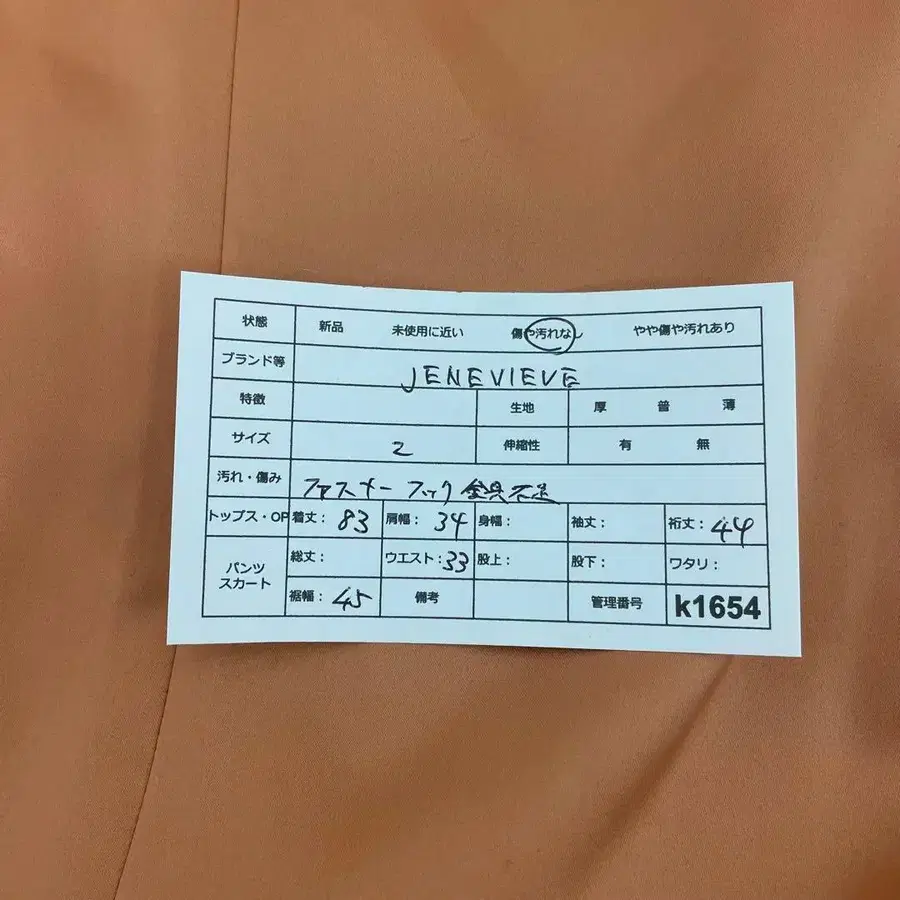 状態 新品 未使用に近い 傷や汚れなし やや傷や汚れあり
ブランド等 JENEVIEVE
特徴 生地 厚 普 薄
サイズ 2 伸縮性 有 無
汚れ・傷み ファスナー フック金具不足
トップス・OP 着丈: 83 肩幅: 34 身幅: 袖丈: 裄丈: 44
パンツ スカート 総丈: ウエスト: 33 股上: 股下: ワタリ:
裾幅: 45 備考 管理番号 k1654